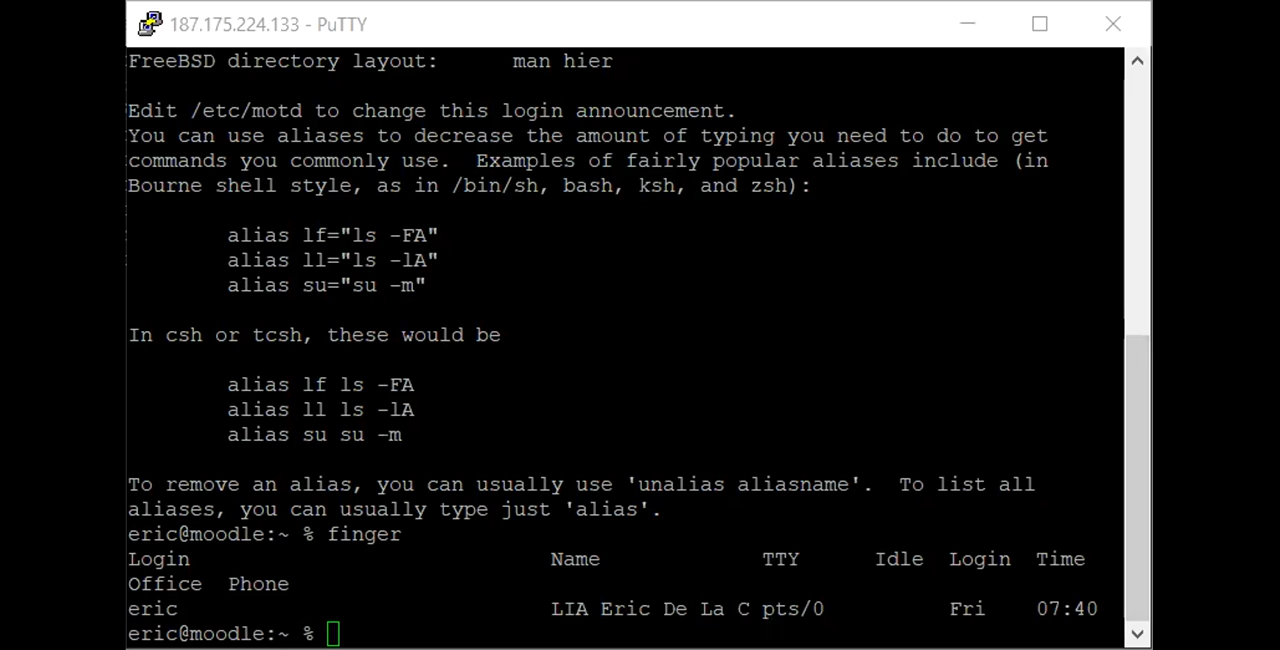 187.175.224.133 - PuTTY
FreeBSD directory layout:      man hier
Edit /etc/motd to change this login announcement.
You can use aliases to decrease the amount of typing you need to do to get
commands you commonly use.  Examples of fairly popular aliases include (in
Bourne shell style, as in /bin/sh, bash, ksh, and zsh):
        alias lf="ls -FA"
        alias ll="ls -lA"
        alias su="su -m"
In csh or tcsh, these would be
        alias lf ls -FA
        alias ll ls -lA
        alias su su -m
To remove an alias, you can usually use 'unalias aliasname'.  To list all
aliases, you can usually type just 'alias'.
eric@moodle:~ % finger
Login                             Name             TTY      Idle  Login  Time
Office  Phone
eric                              LIA Eric De La C pts/0          Fri    07:40
eric@moodle:~ %